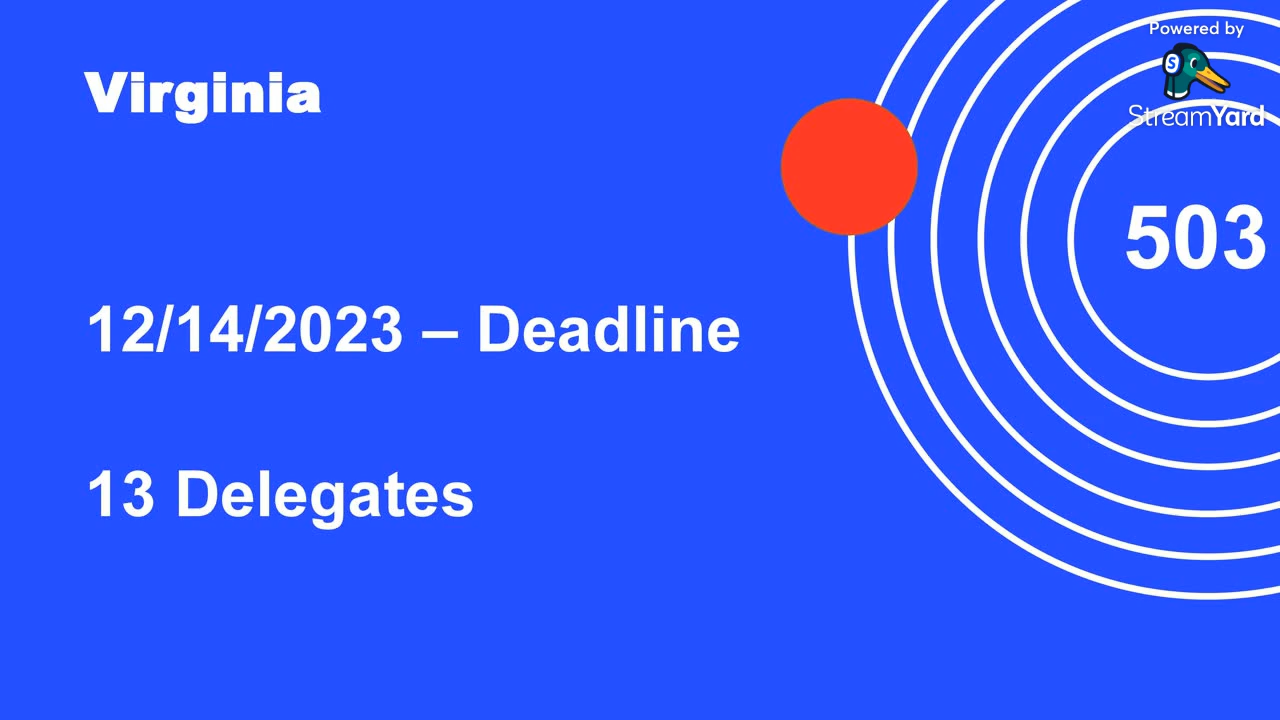 Powered by
S
StreamYard
Virginia
503
12/14/2023 – Deadline
13 Delegates